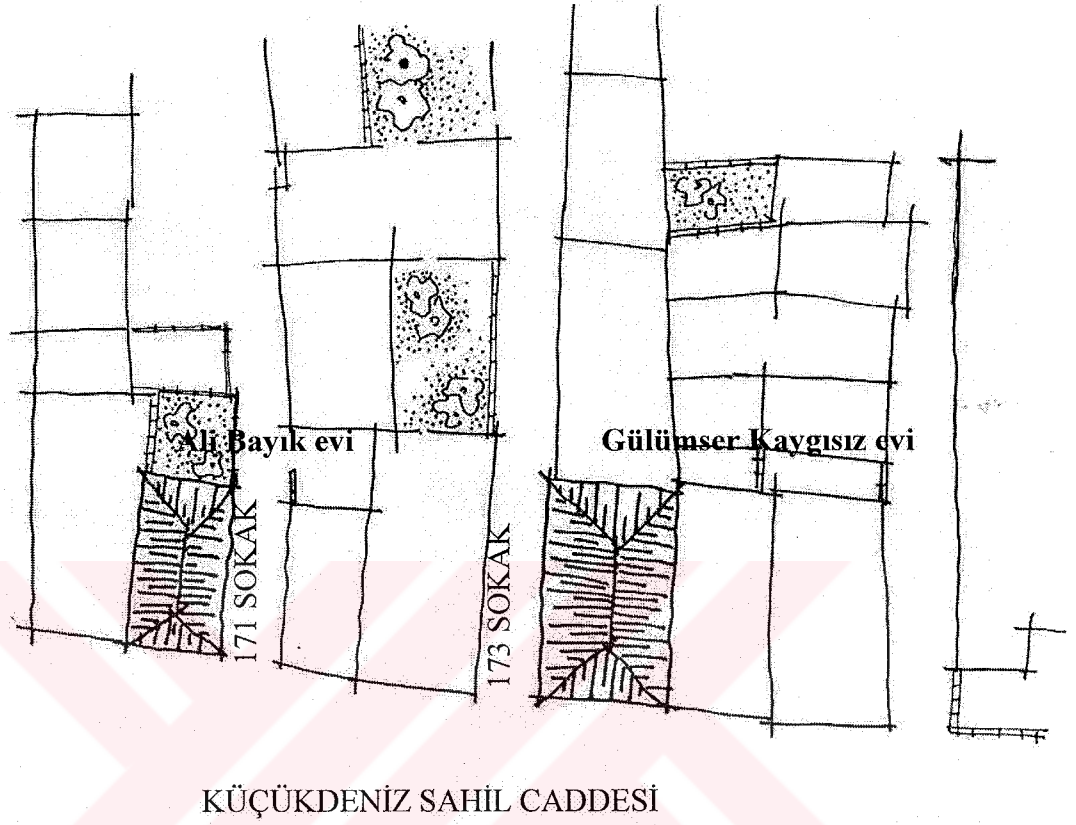 Ali Bayık evi
Gülümser Kaygısız evi
171 SOKAK
173 SOKAK
KÜÇÜKDENİZ SAHİL CADDESİ